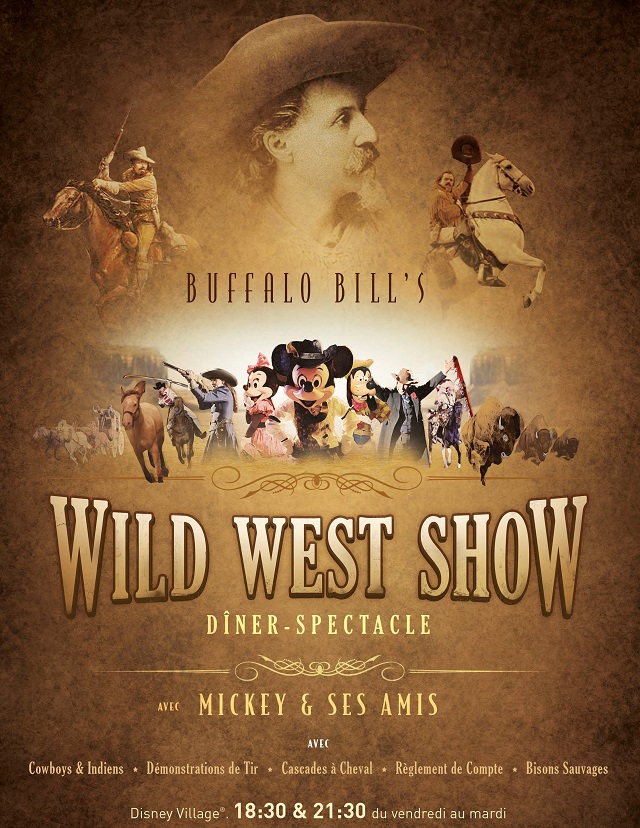 BUFFALO BILL'S
WILD WEST SHOW
DÎNER-SPECTACLE
AVEC MICKEY & SES AMIS
AVEC
Cowboys & Indiens ★ Démonstrations de Tir ★ Cascades à Cheval ★ Règlement de Compte ★ Bisons Sauvages
Disney Village®. 18:30 & 21:30 du vendredi au mardi